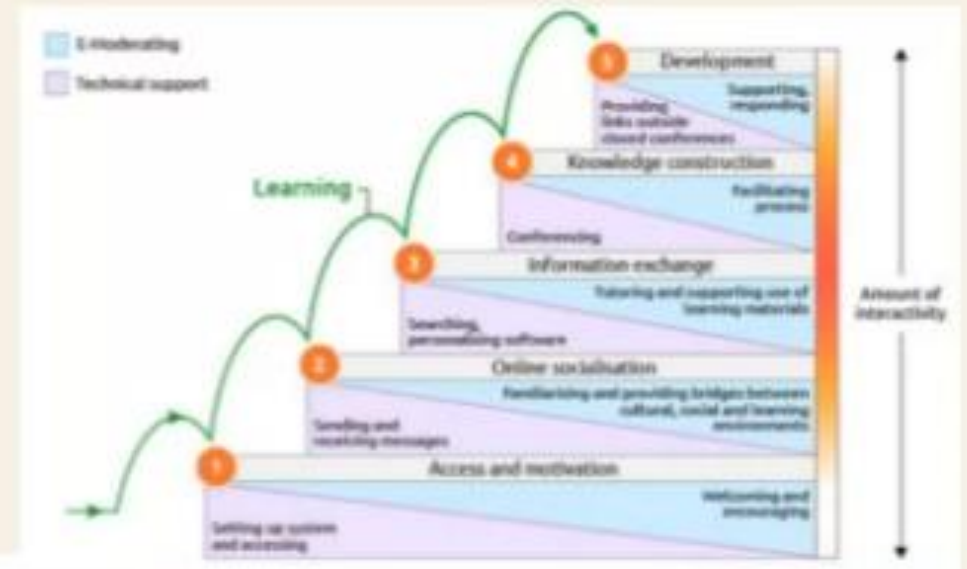 E-Moderating
Technical support
Learning
5
Development
Supporting,
responding
Providing
links outside
closed conferences
4
Knowledge construction
Facilitating
process
Conferencing
3
Information exchange
Tutoring and supporting use of
learning materials
Searching,
personalising software
2
Online socialisation
Familiarising and providing bridges between
cultural, social and learning
environments
Sending and
receiving messages
1
Access and motivation
Welcoming and
encouraging
Setting up system
and accessing
Amount of
interactivity